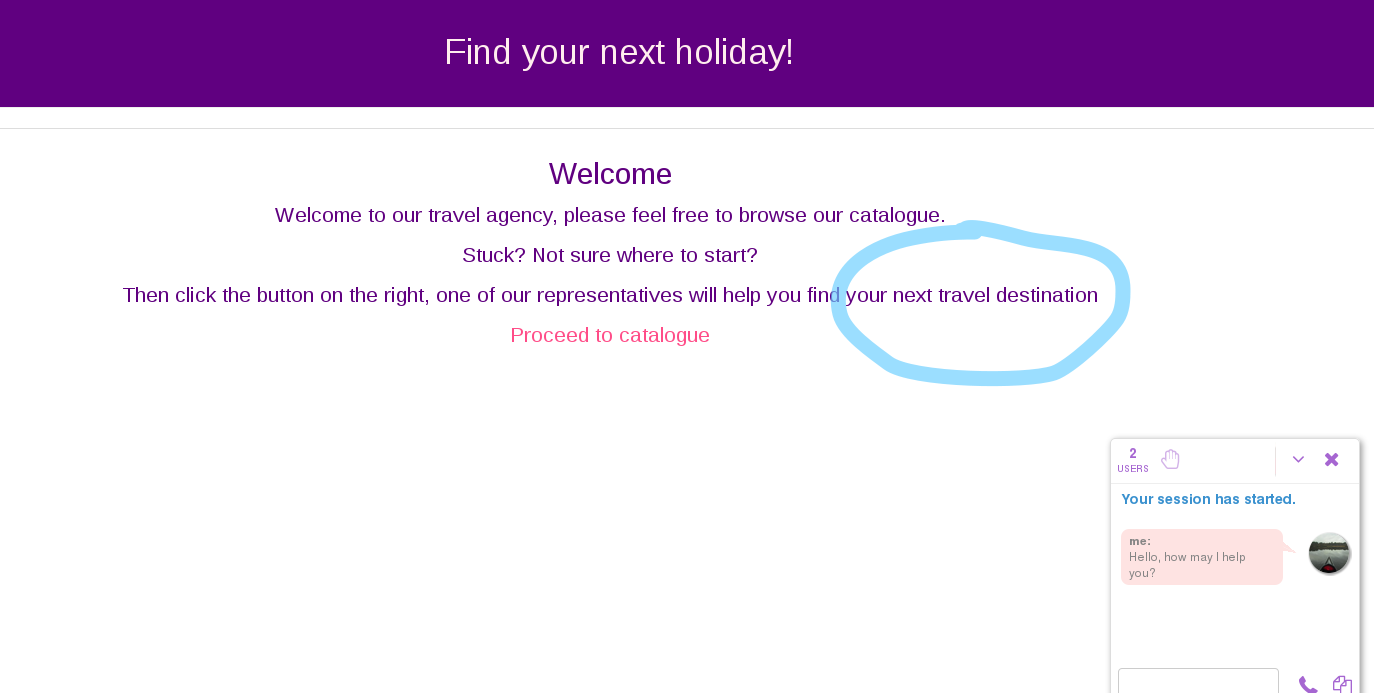 Find your next holiday!
Welcome
Welcome to our travel agency, please feel free to browse our catalogue.
Stuck? Not sure where to start?
Then click the button on the right, one of our representatives will help you find your next travel destination
Proceed to catalogue
2
USERS
Your session has started.
me:
Hello, how may I help
you?